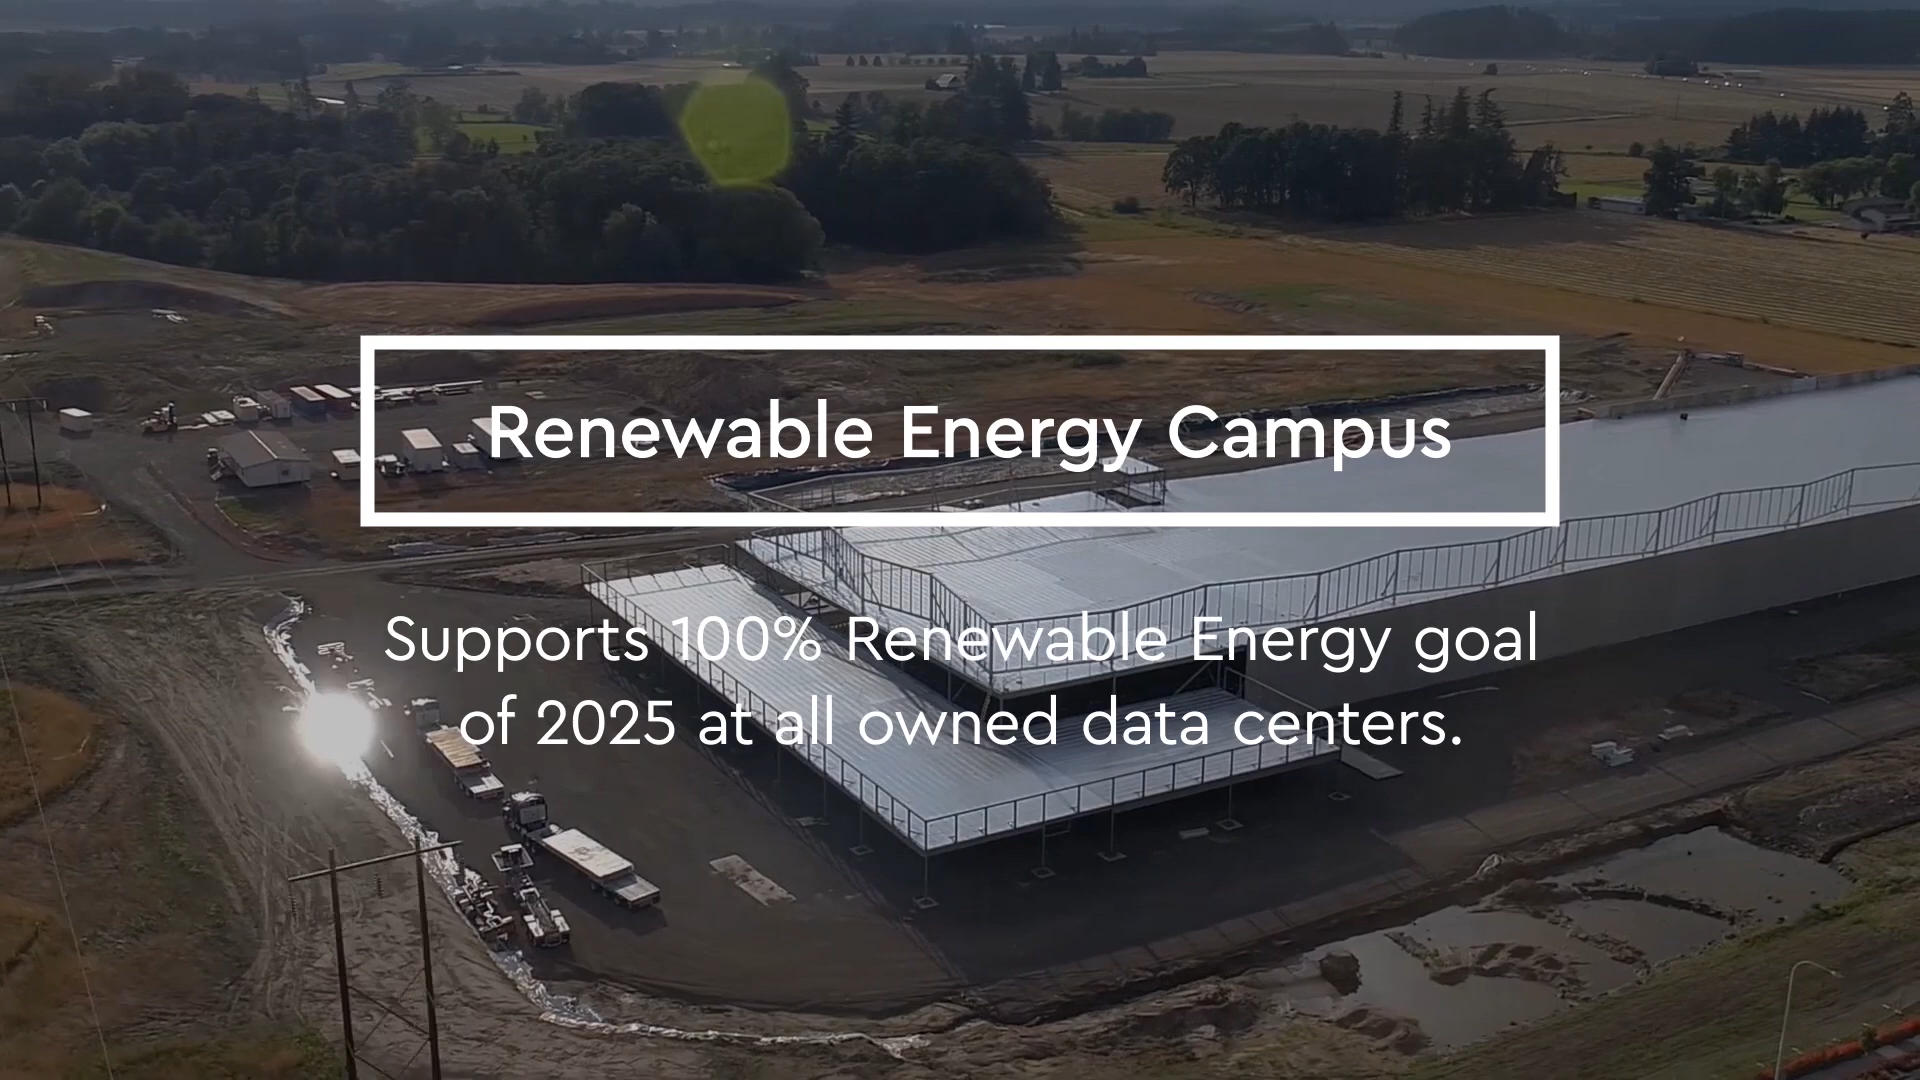 Renewable Energy Campus
Supports 100% Renewable Energy goal
of 2025 at all owned data centers.